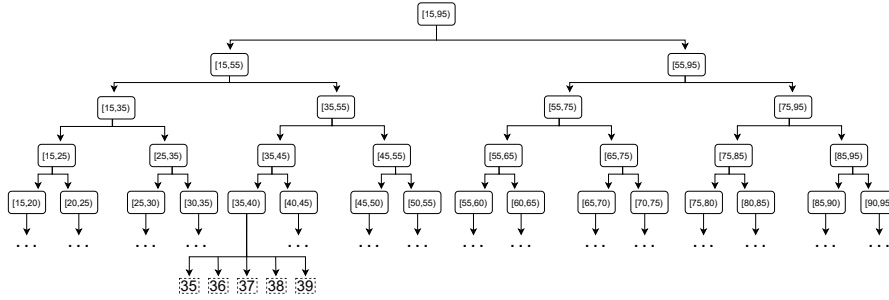 [15,95)
[15,55) [55,95)
[15,35) [35,55) [55,75) [75,95)
[15,25) [25,35) [35,45) [45,55) [55,65) [65,75) [75,85) [85,95)
[15,20) [20,25) [25,30) [30,35) [35,40) [40,45) [45,50) [50,55) [55,60) [60,65) [65,70) [70,75) [75,80) [80,85) [85,90) [90,95
... ... ... ... ... ... ... ... ... ... ... ... ... ... ...
35 36 37 38 39